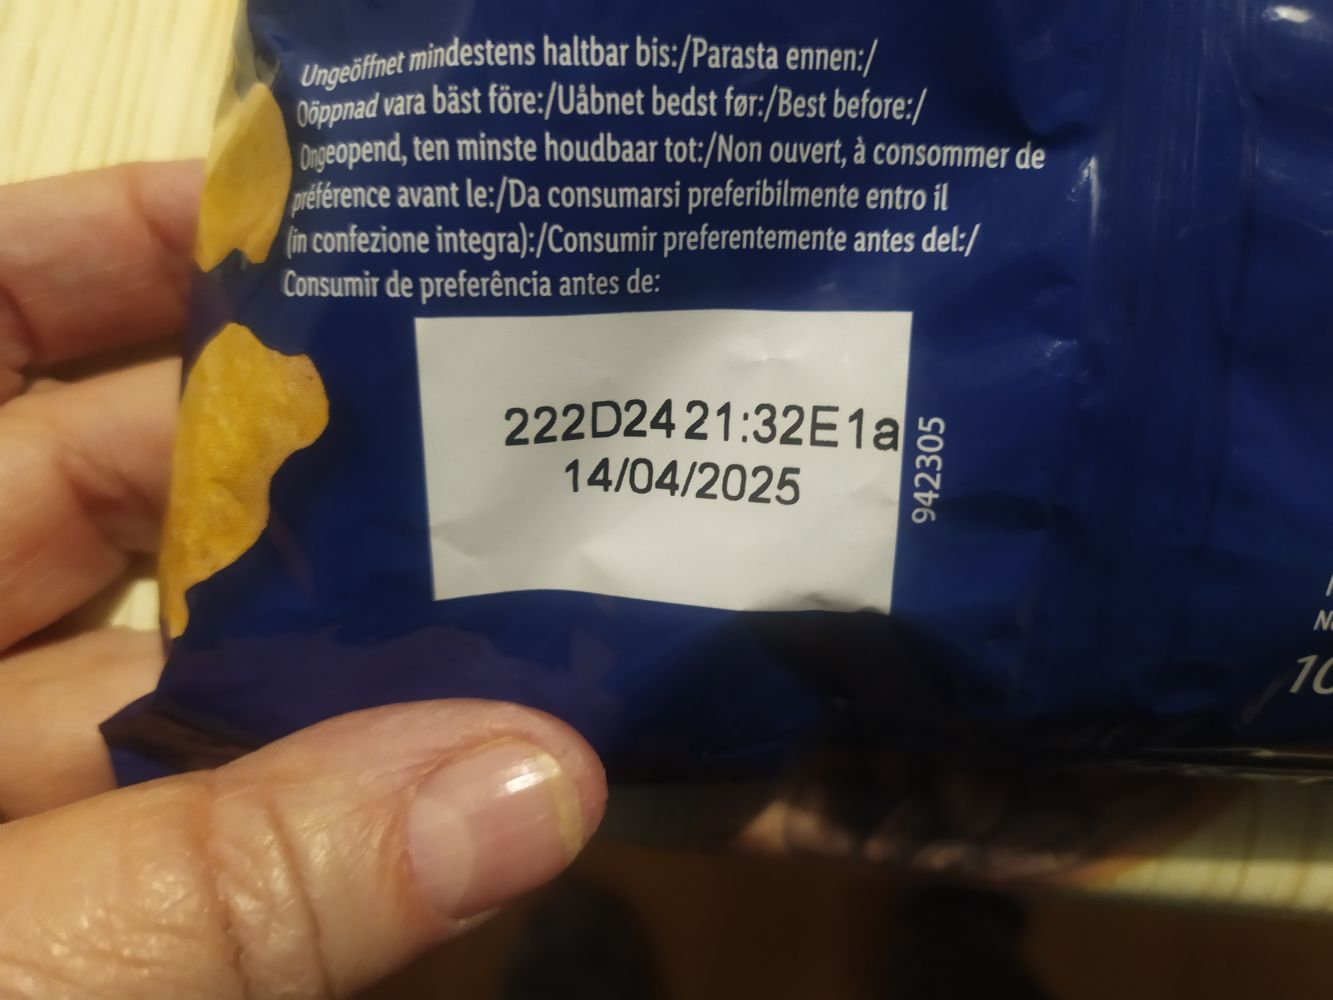 Ungeöffnet mindestens haltbar bis:/Parasta ennen:/
Oöppnad vara bäst före:/Uåbnet bedst før:/Best before:/
Ongeopend, ten minste houdbaar tot:/Non ouvert, à consommer de
préférence avant le:/Da consumarsi preferibilmente entro il
(in confezione integra):/Consumir preferentemente antes del:/
Consumir de preferência antes de:
222D24 21:32E1a
14/04/2025
942305